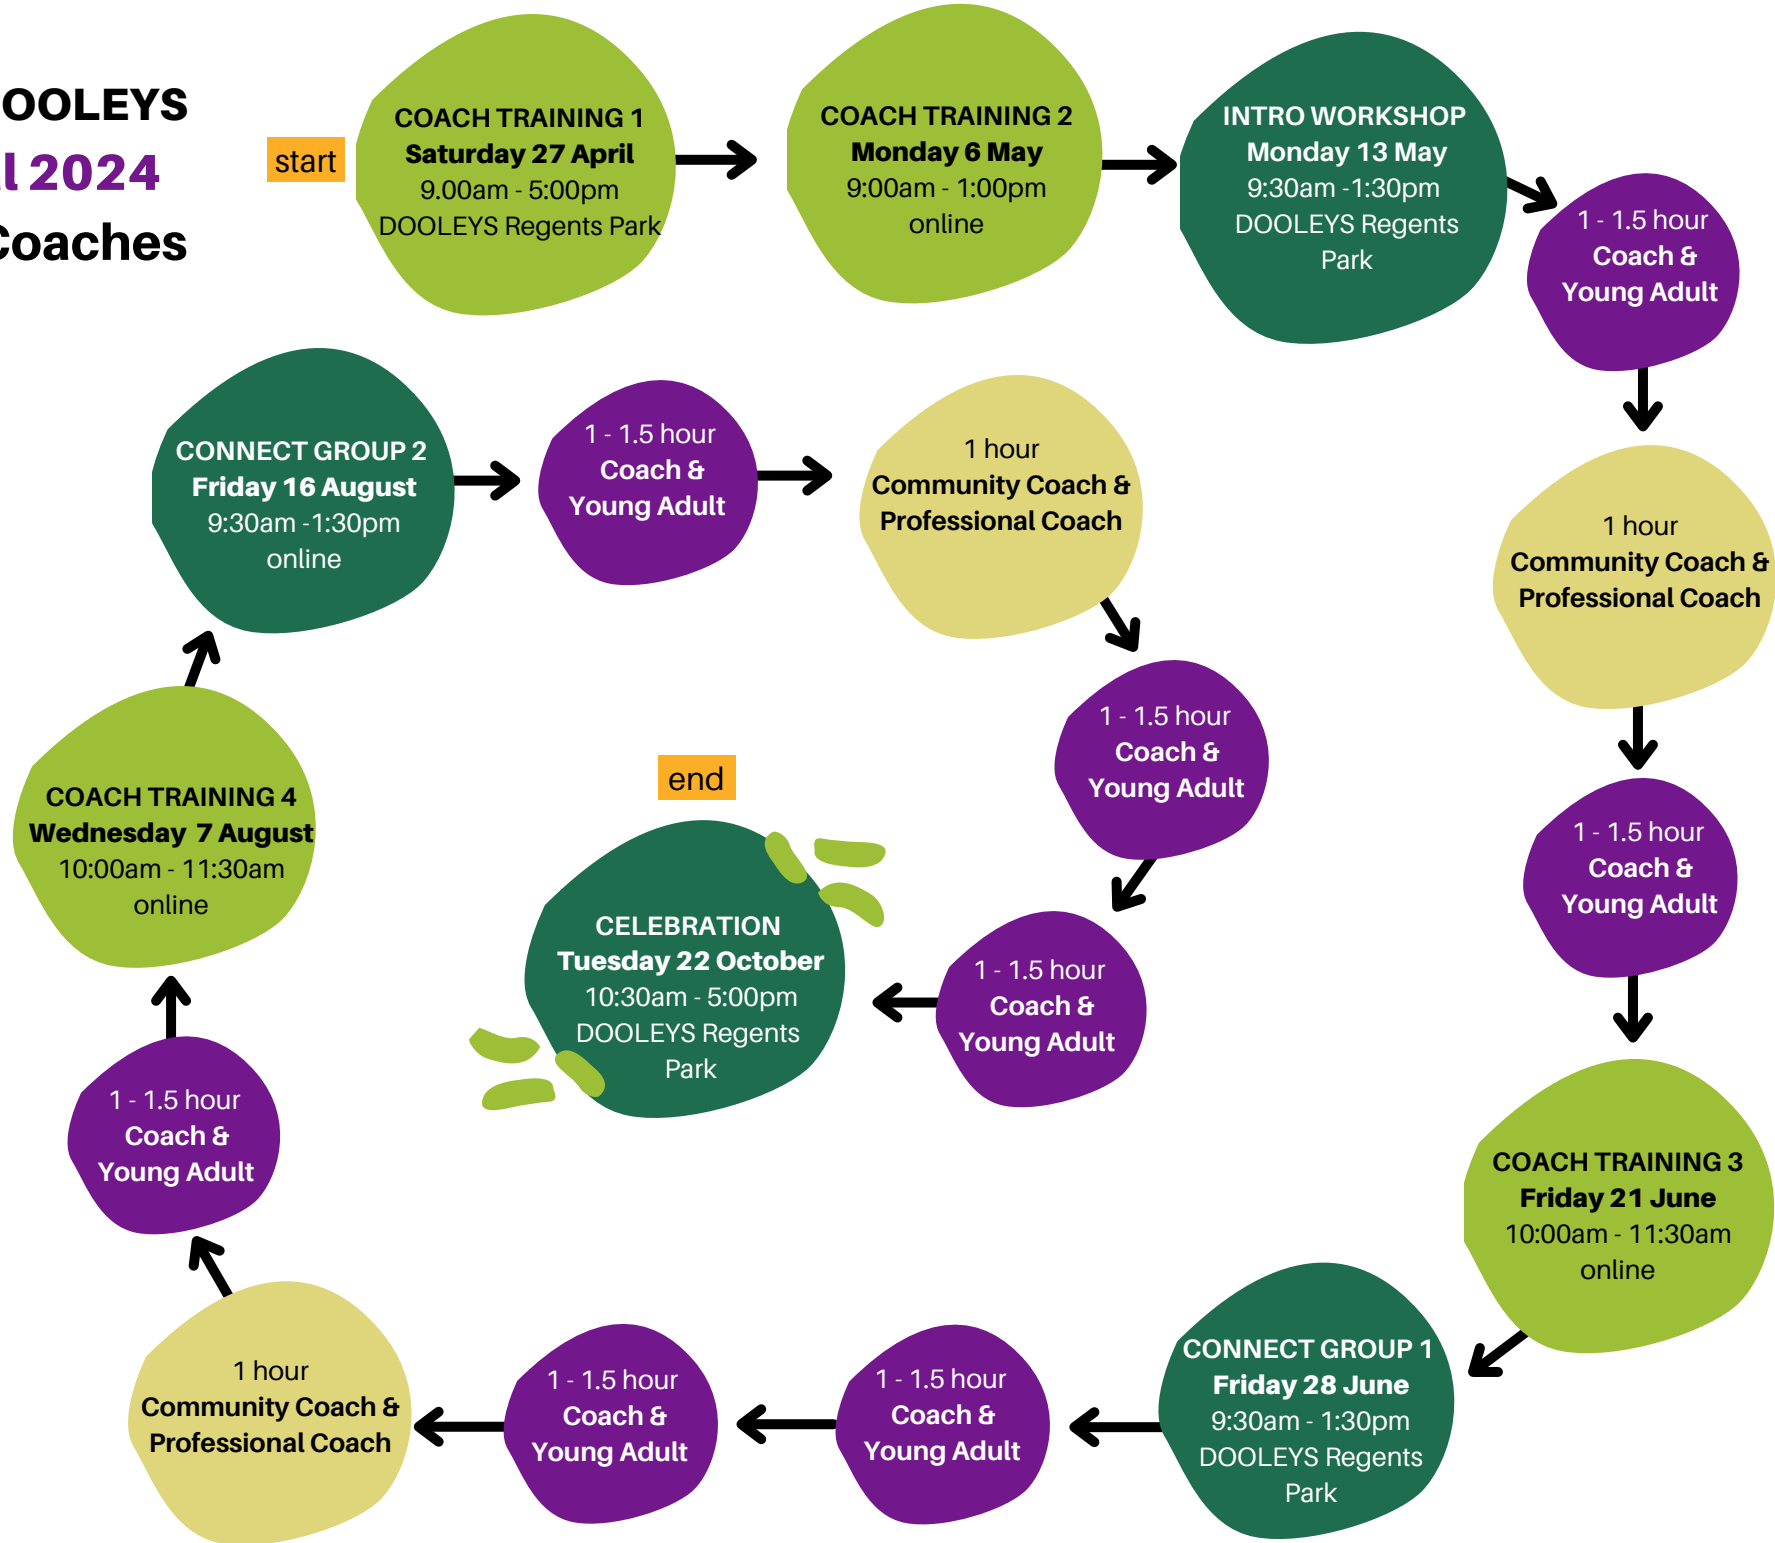 OOLEYS
l 2024
Coaches
start
COACH TRAINING 1
Saturday 27 April
9.00am - 5:00pm
DOOLEYS Regents Park
COACH TRAINING 2
Monday 6 May
9:00am - 1:00pm
online
INTRO WORKSHOP
Monday 13 May
9:30am -1:30pm
DOOLEYS Regents
Park
1 - 1.5 hour
Coach &
Young Adult
1 hour
Community Coach &
Professional Coach
1 - 1.5 hour
Coach &
Young Adult
COACH TRAINING 3
Friday 21 June
10:00am - 11:30am
online
CONNECT GROUP 1
Friday 28 June
9:30am - 1:30pm
DOOLEYS Regents
Park
1 - 1.5 hour
Coach &
Young Adult
1 - 1.5 hour
Coach &
Young Adult
1 hour
Community Coach &
Professional Coach
1 - 1.5 hour
Coach &
Young Adult
COACH TRAINING 4
Wednesday 7 August
10:00am - 11:30am
online
CONNECT GROUP 2
Friday 16 August
9:30am -1:30pm
online
1 - 1.5 hour
Coach &
Young Adult
1 hour
Community Coach &
Professional Coach
1 - 1.5 hour
Coach &
Young Adult
1 - 1.5 hour
Coach &
Young Adult
end
CELEBRATION
Tuesday 22 October
10:30am - 5:00pm
DOOLEYS Regents
Park